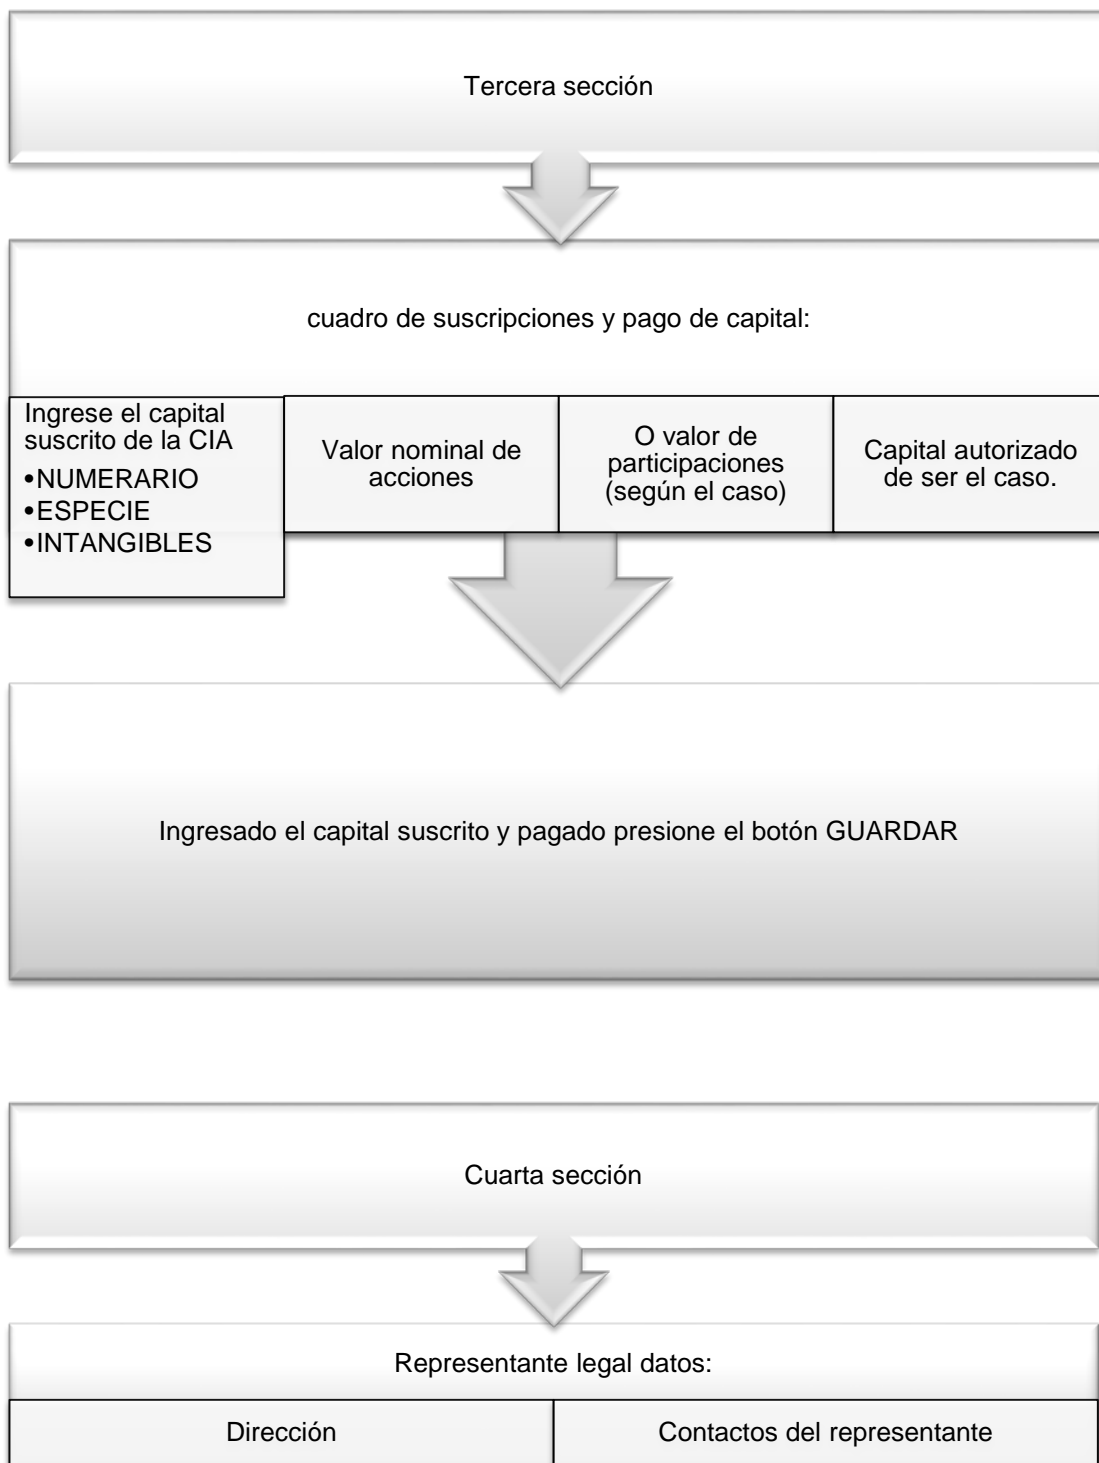 Tercera sección
cuadro de suscripciones y pago de capital:
Ingrese el capital
suscrito de la CIA
•NUMERARIO
•ESPECIE
•INTANGIBLES
Valor nominal de
acciones
O valor de
participaciones
(según el caso)
Capital autorizado
de ser el caso.
Ingresado el capital suscrito y pagado presione el botón GUARDAR
Cuarta sección
Representante legal datos:
Dirección
Contactos del representante